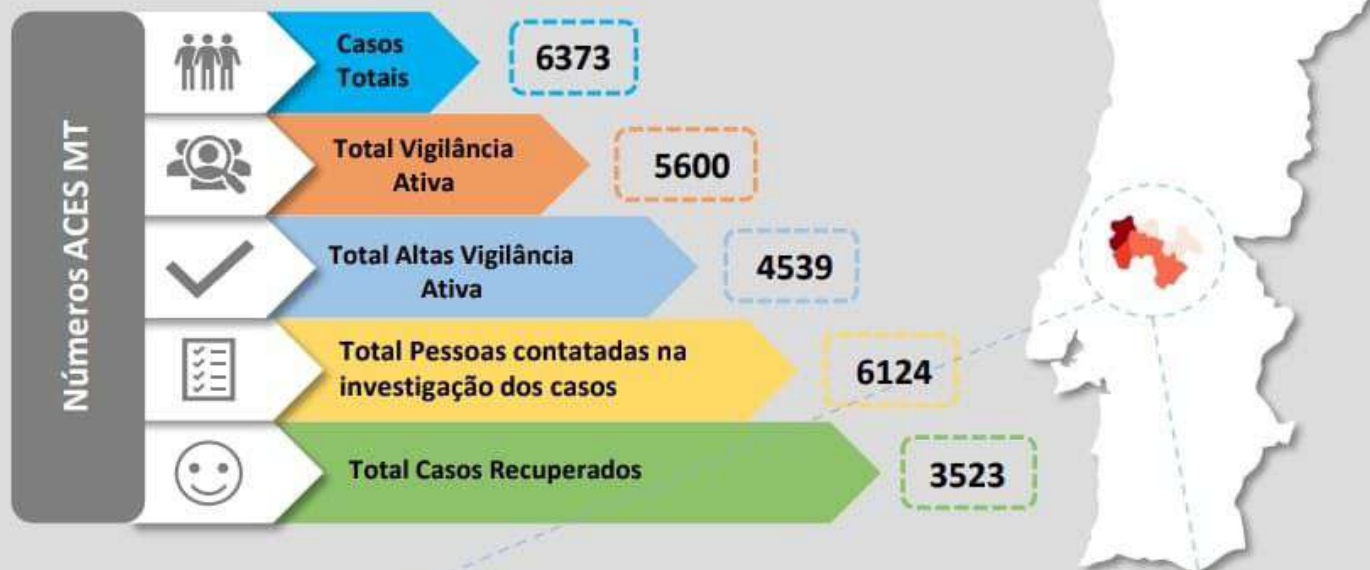 Números ACES MT
Casos
Totais
6373
Total Vigilância
Ativa
5600
Total Altas Vigilância
Ativa
4539
Total Pessoas contatadas na
investigação dos casos
6124
Total Casos Recuperados
3523